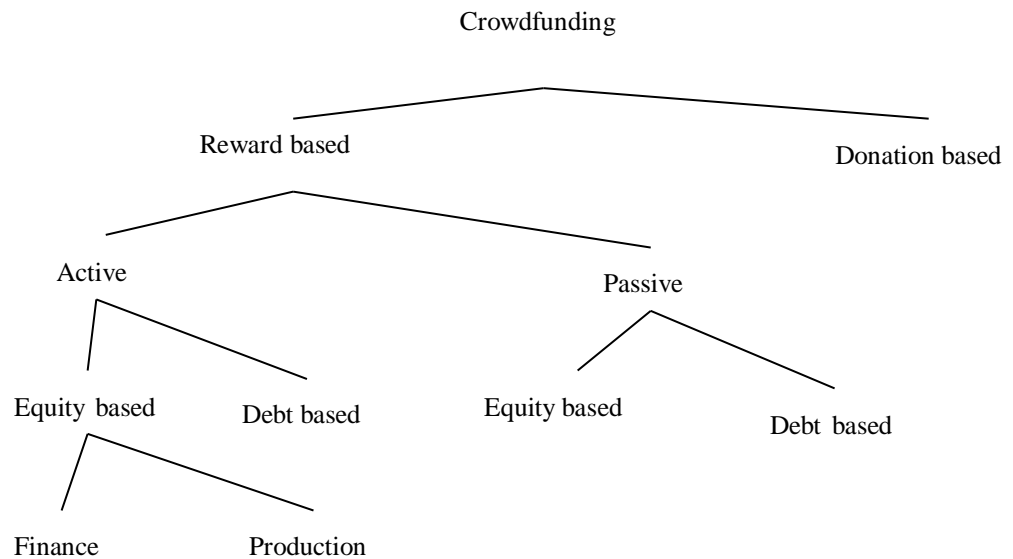 Crowdfunding
Reward based
Donation based
Active
Passive
Equity based
Debt based
Equity based
Debt based
Finance
Production